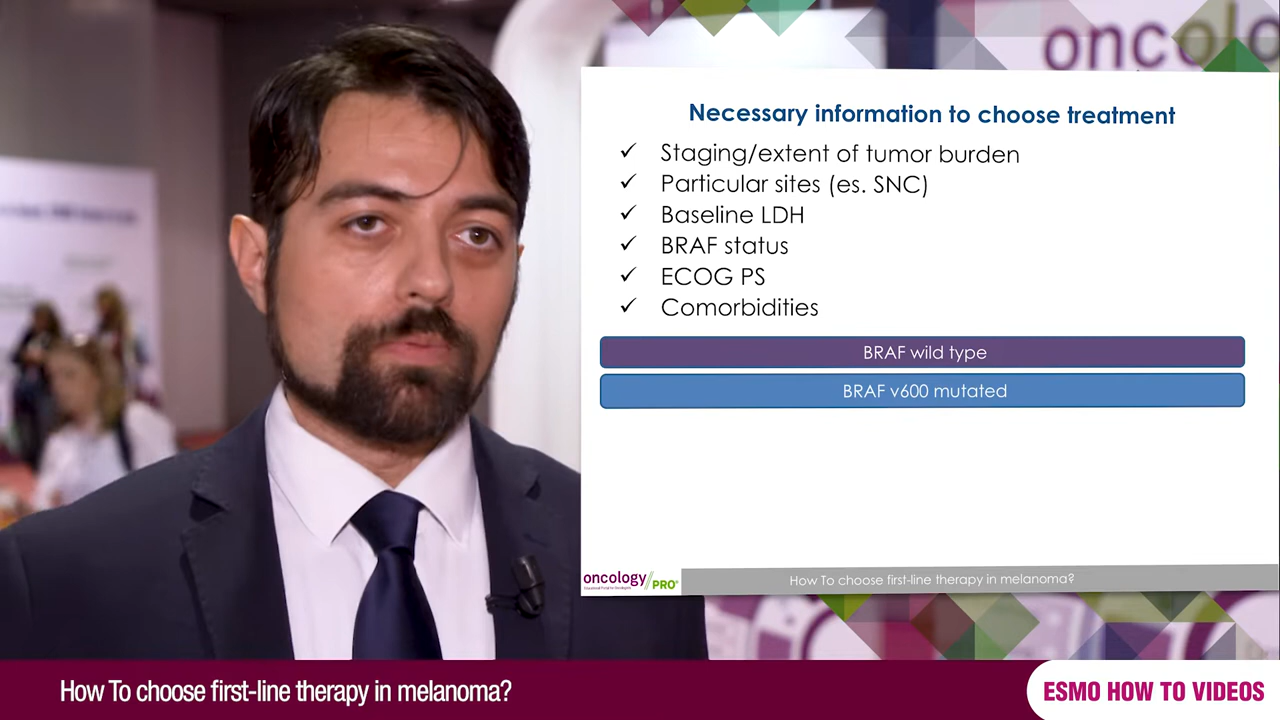 onco
Necessary information to choose treatment
✓ Staging/extent of tumor burden
✓ Particular sites (es. SNC)
✓ Baseline LDH
✓ BRAF status
✓ ECOG PS
✓ Comorbidities
BRAF wild type
BRAF v600 mutated
oncology//PRO®
How To choose first-line therapy in melanoma?
How To choose first-line therapy in melanoma?
ESMO HOW TO VIDEOS